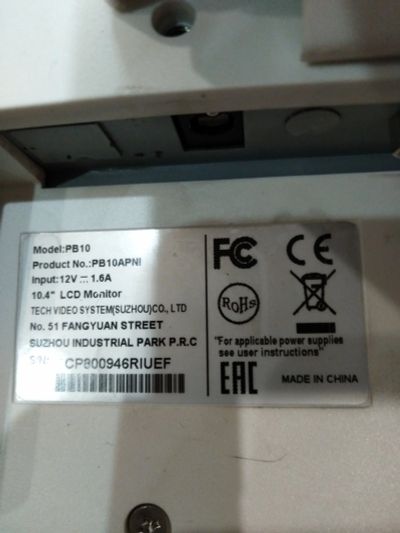 Model:PB10
Product No.:PB10APNI
Input:12V ⎓ 1.6A
10.4" LCD Monitor
TECH VIDEO SYSTEM(SUZHOU)CO., LTD
No. 51 FANGYUAN STREET
SUZHOU INDUSTRIAL PARK P.R.C
S/N: CP800946RIUEF
FC CE
RoHS
"For applicable power supplies
see user instructions"
EAC MADE IN CHINA